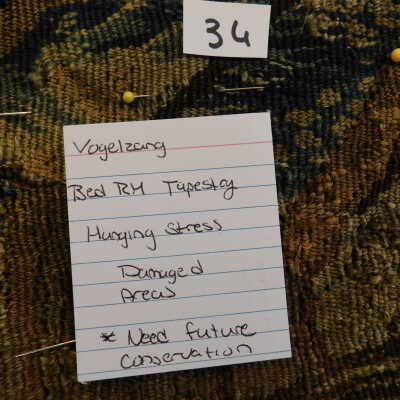 34
Vogelzang
Bed RM Tapestry
Hanging Stress
Damaged
Areas
* Need future
conservation